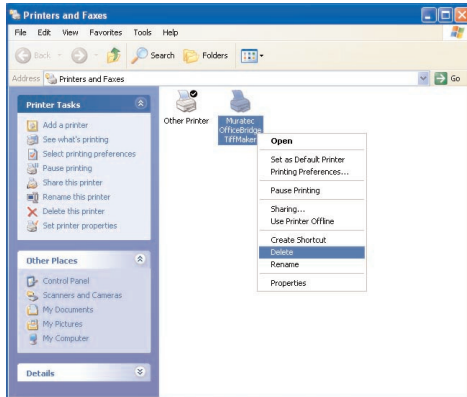 Printers and Faxes
File Edit View Favorites Tools Help
Back Search Folders
Address Printers and Faxes Go
Printer Tasks
Add a printer
See what's printing
Select printing preferences
Pause printing
Share this printer
Rename this printer
Delete this printer
Set printer properties
Other Places
Control Panel
Scanners and Cameras
My Documents
My Pictures
My Computer
Details
Other Printer
Muratec
OfficeBridge
TiffMaker
Open
Set as Default Printer
Printing Preferences...
Pause Printing
Sharing...
Use Printer Offline
Create Shortcut
Delete
Rename
Properties